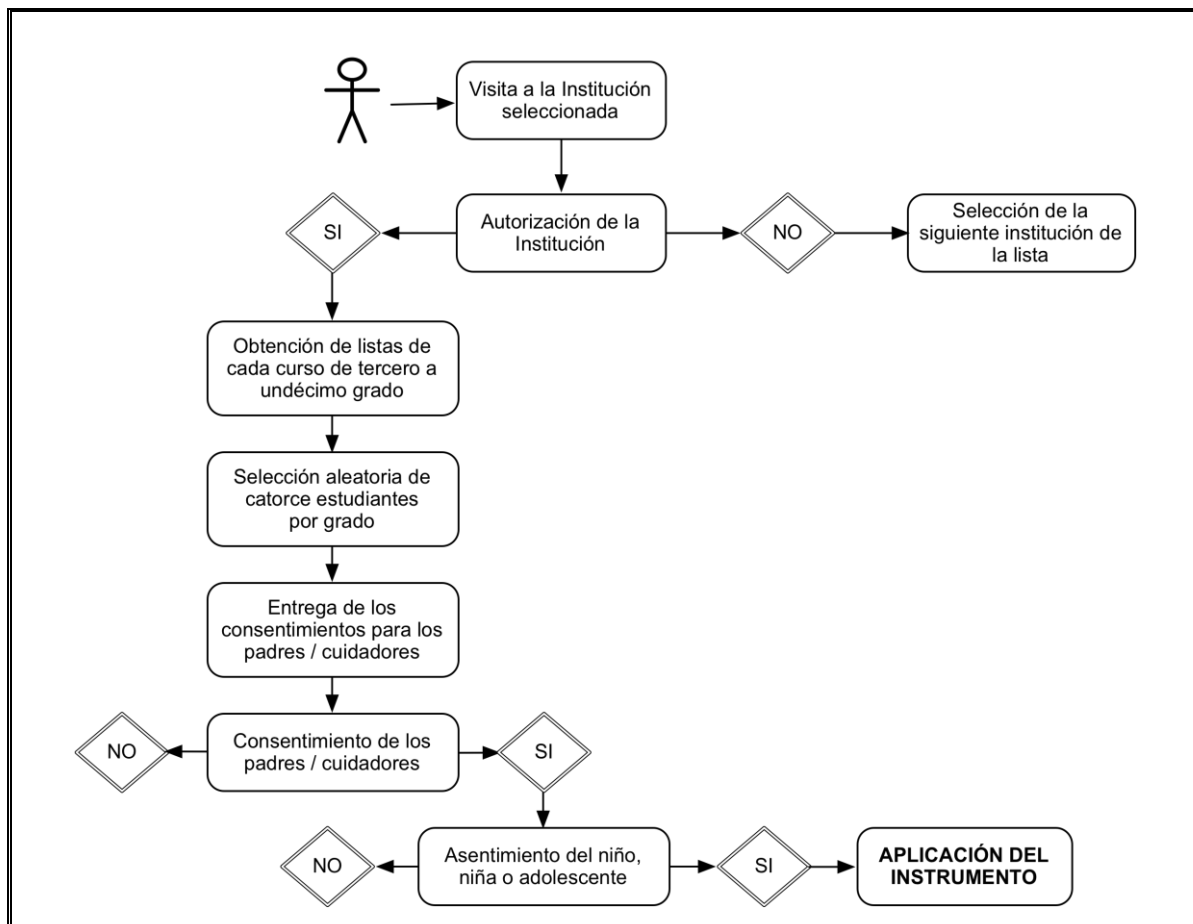 Visita a la Institución
seleccionada
SI
Autorización de la
Institución
NO
Selección de la
siguiente institución de
la lista
Obtención de listas de
cada curso de tercero a
undécimo grado
Selección aleatoria de
catorce estudiantes
por grado
Entrega de los
consentimientos para los
padres / cuidadores
NO
Consentimiento de los
padres / cuidadores
SI
NO
Asentimiento del niño,
niña o adolescente
SI
APLICACIÓN DEL
INSTRUMENTO